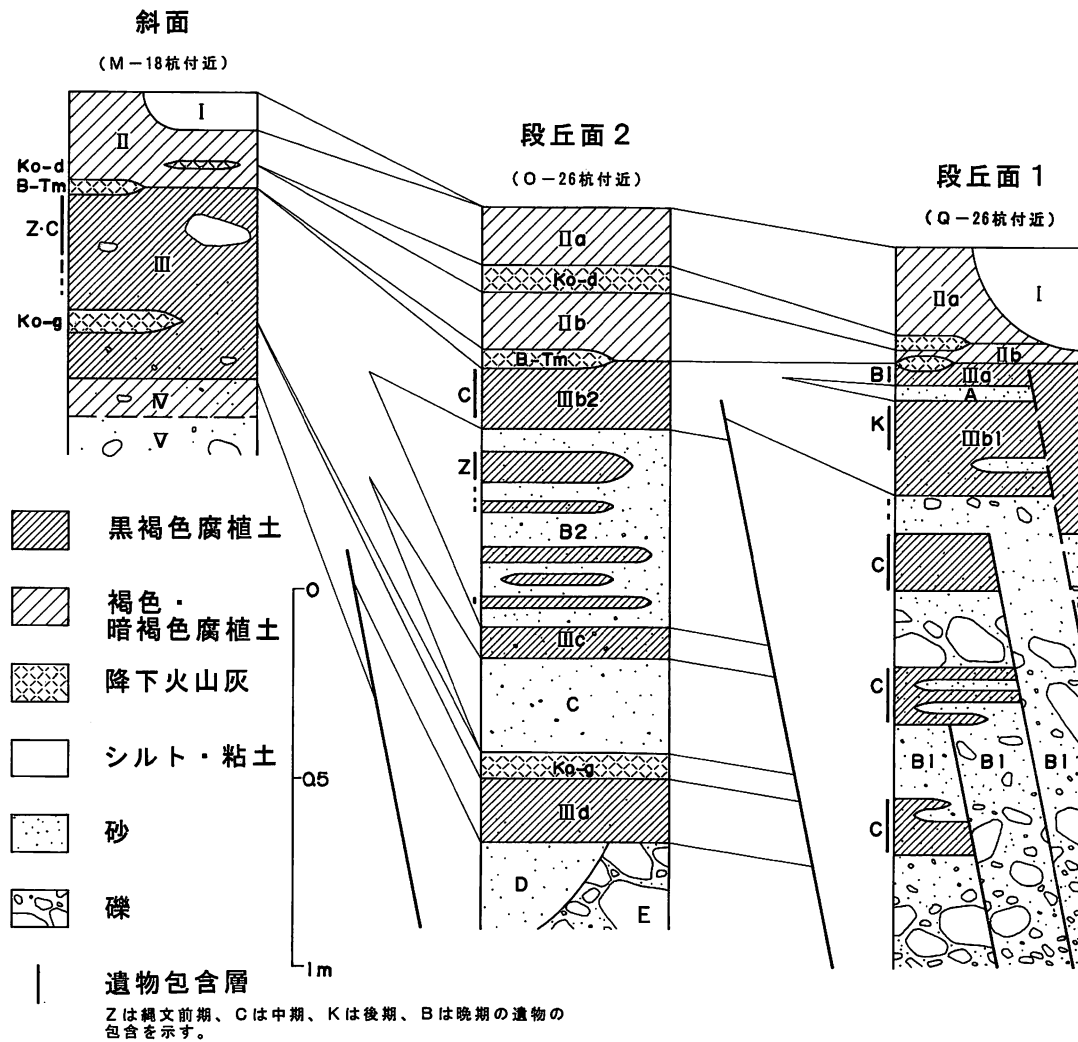 斜面
(M-18杭付近)
I
II
Ko-d
B-Tm
Z・C
III
Ko-g
IV
V
段丘面2
(O-26杭付近)
IIa
Ko-d
IIb
B-Tm
C
IIIb2
Z
B2
IIIc
C
Ko-g
IIId
D
E
段丘面1
(Q-26杭付近)
IIa
I
IIb
BI
IIIa
A
K
IIIb1
C
C
BI
BI
BI
C
黒褐色腐植土
褐色・
暗褐色腐植土
降下火山灰
シルト・粘土
砂
礫
遺物包含層
Zは縄文前期、Cは中期、Kは後期、Bは晩期の遺物の
包含を示す。
0
0.5
1m